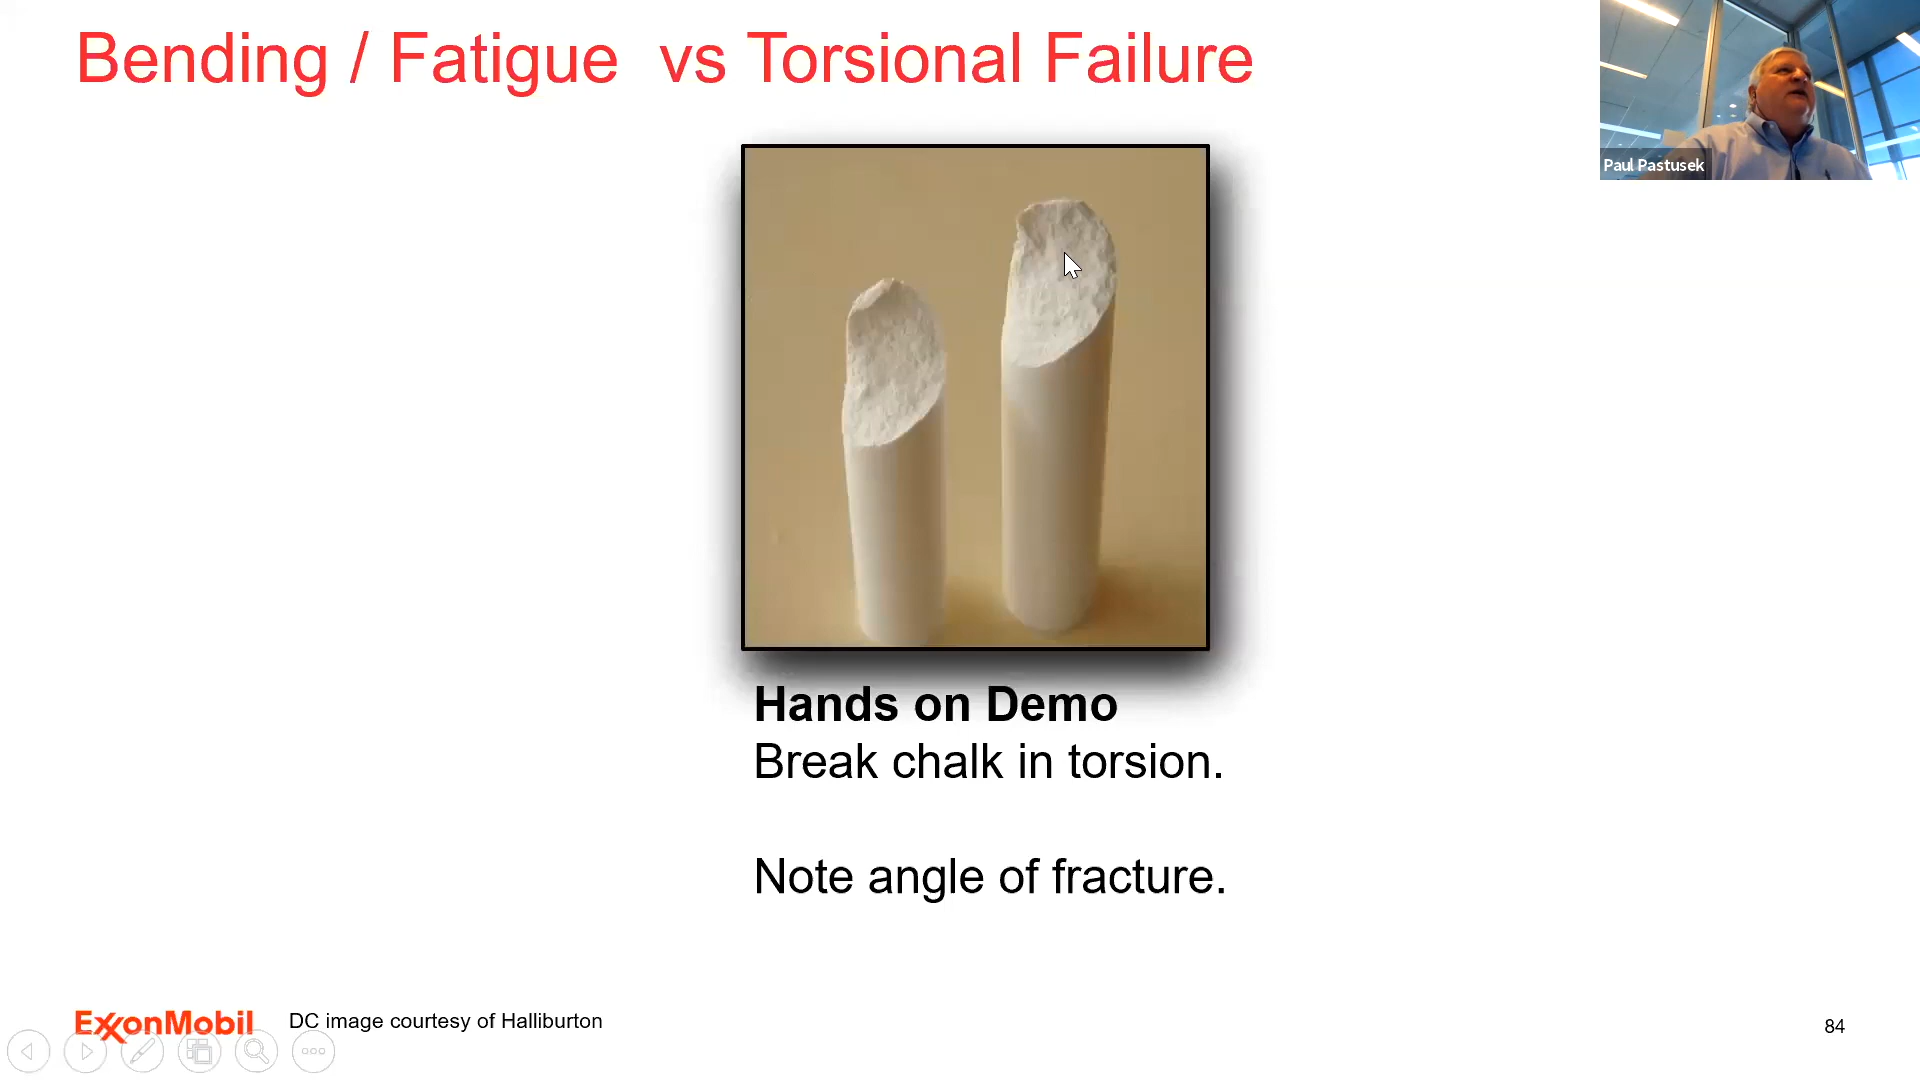 Bending / Fatigue  vs Torsional Failure
Paul Pastusek
Hands on Demo
Break chalk in torsion.
Note angle of fracture.
ExxonMobil
DC image courtesy of Halliburton
84